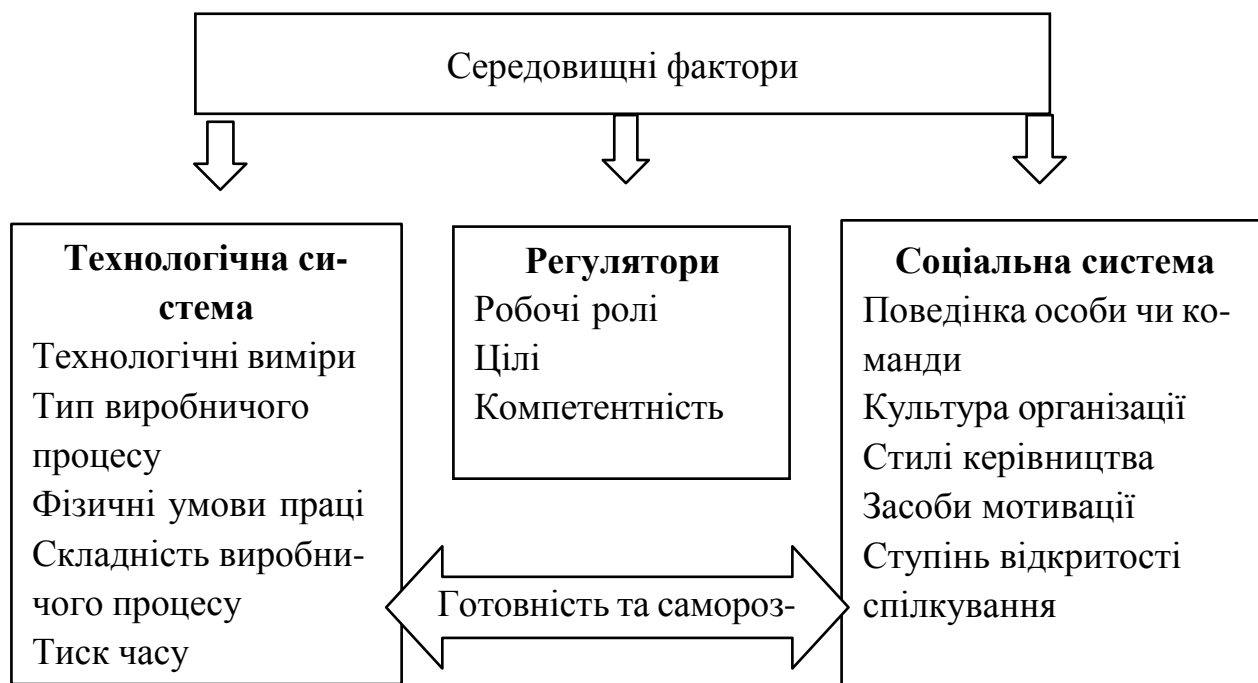 Середовищні фактори
Технологічна си-
стема
Технологічні виміри
Тип виробничого
процесу
Фізичні умови праці
Складність виробни-
чого процесу
Тиск часу
Регулятори
Робочі ролі
Цілі
Компетентність
Готовність та самороз-
Соціальна система
Поведінка особи чи ко-
манди
Культура організації
Стилі керівництва
Засоби мотивації
Ступінь відкритості
спілкування